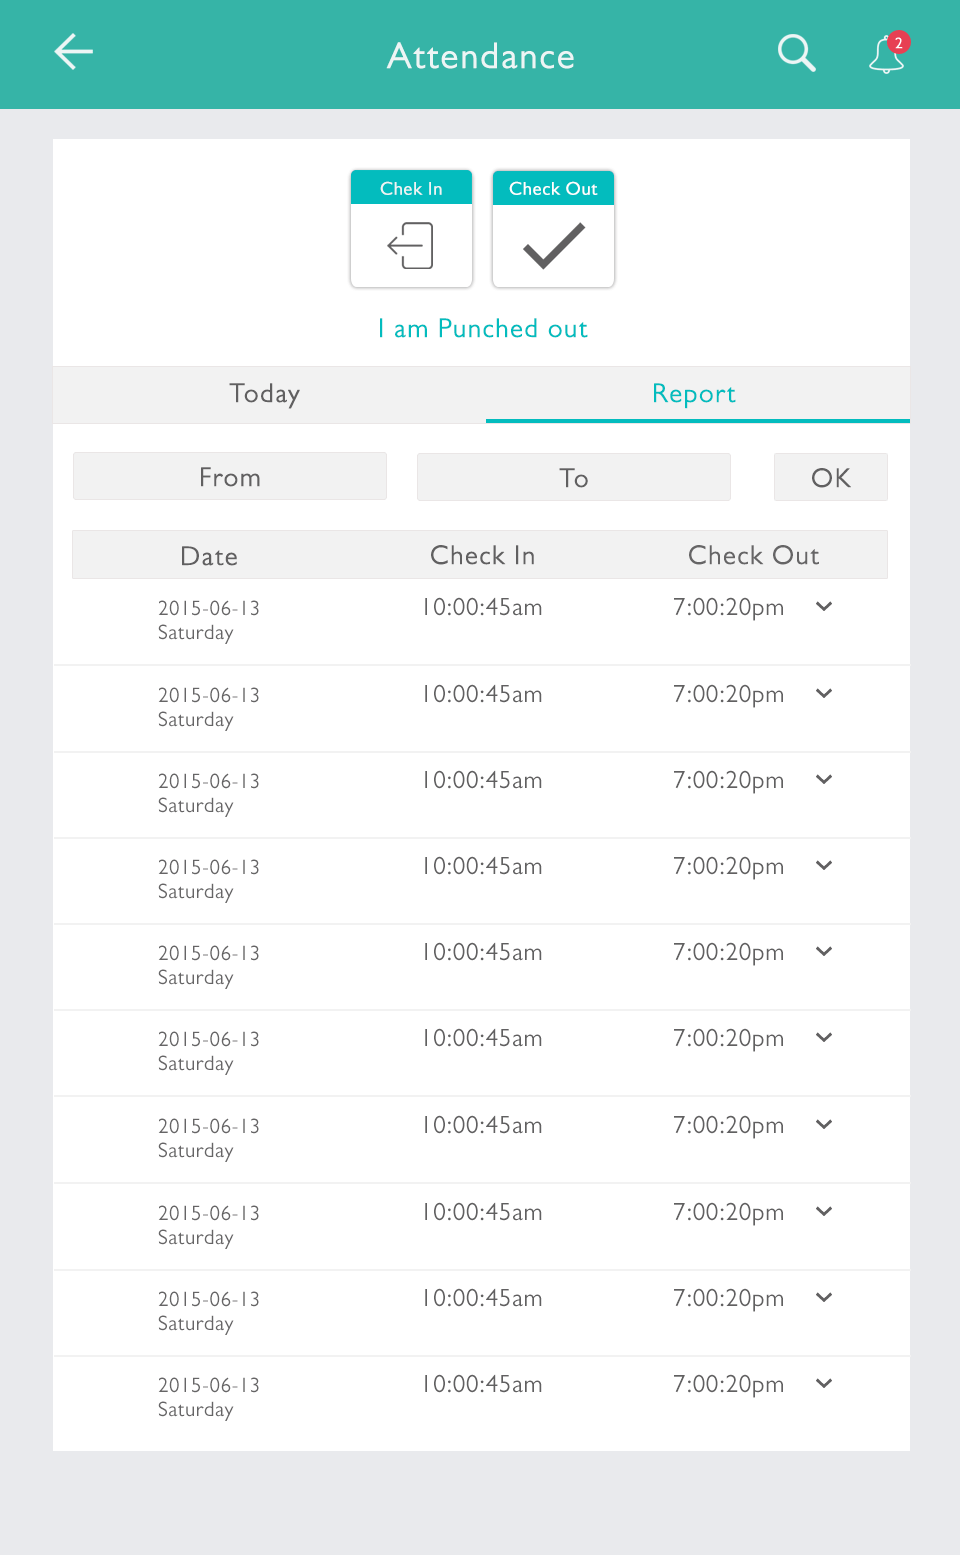 Attendance
2
Chek In
Check Out
I am Punched out
Today
Report
From
To
OK
Date
Check In
Check Out
2015-06-13
10:00:45am
7:00:20pm
Saturday
2015-06-13
10:00:45am
7:00:20pm
Saturday
2015-06-13
10:00:45am
7:00:20pm
Saturday
2015-06-13
10:00:45am
7:00:20pm
Saturday
2015-06-13
10:00:45am
7:00:20pm
Saturday
2015-06-13
10:00:45am
7:00:20pm
Saturday
2015-06-13
10:00:45am
7:00:20pm
Saturday
2015-06-13
10:00:45am
7:00:20pm
Saturday
2015-06-13
10:00:45am
7:00:20pm
Saturday
2015-06-13
10:00:45am
7:00:20pm
Saturday